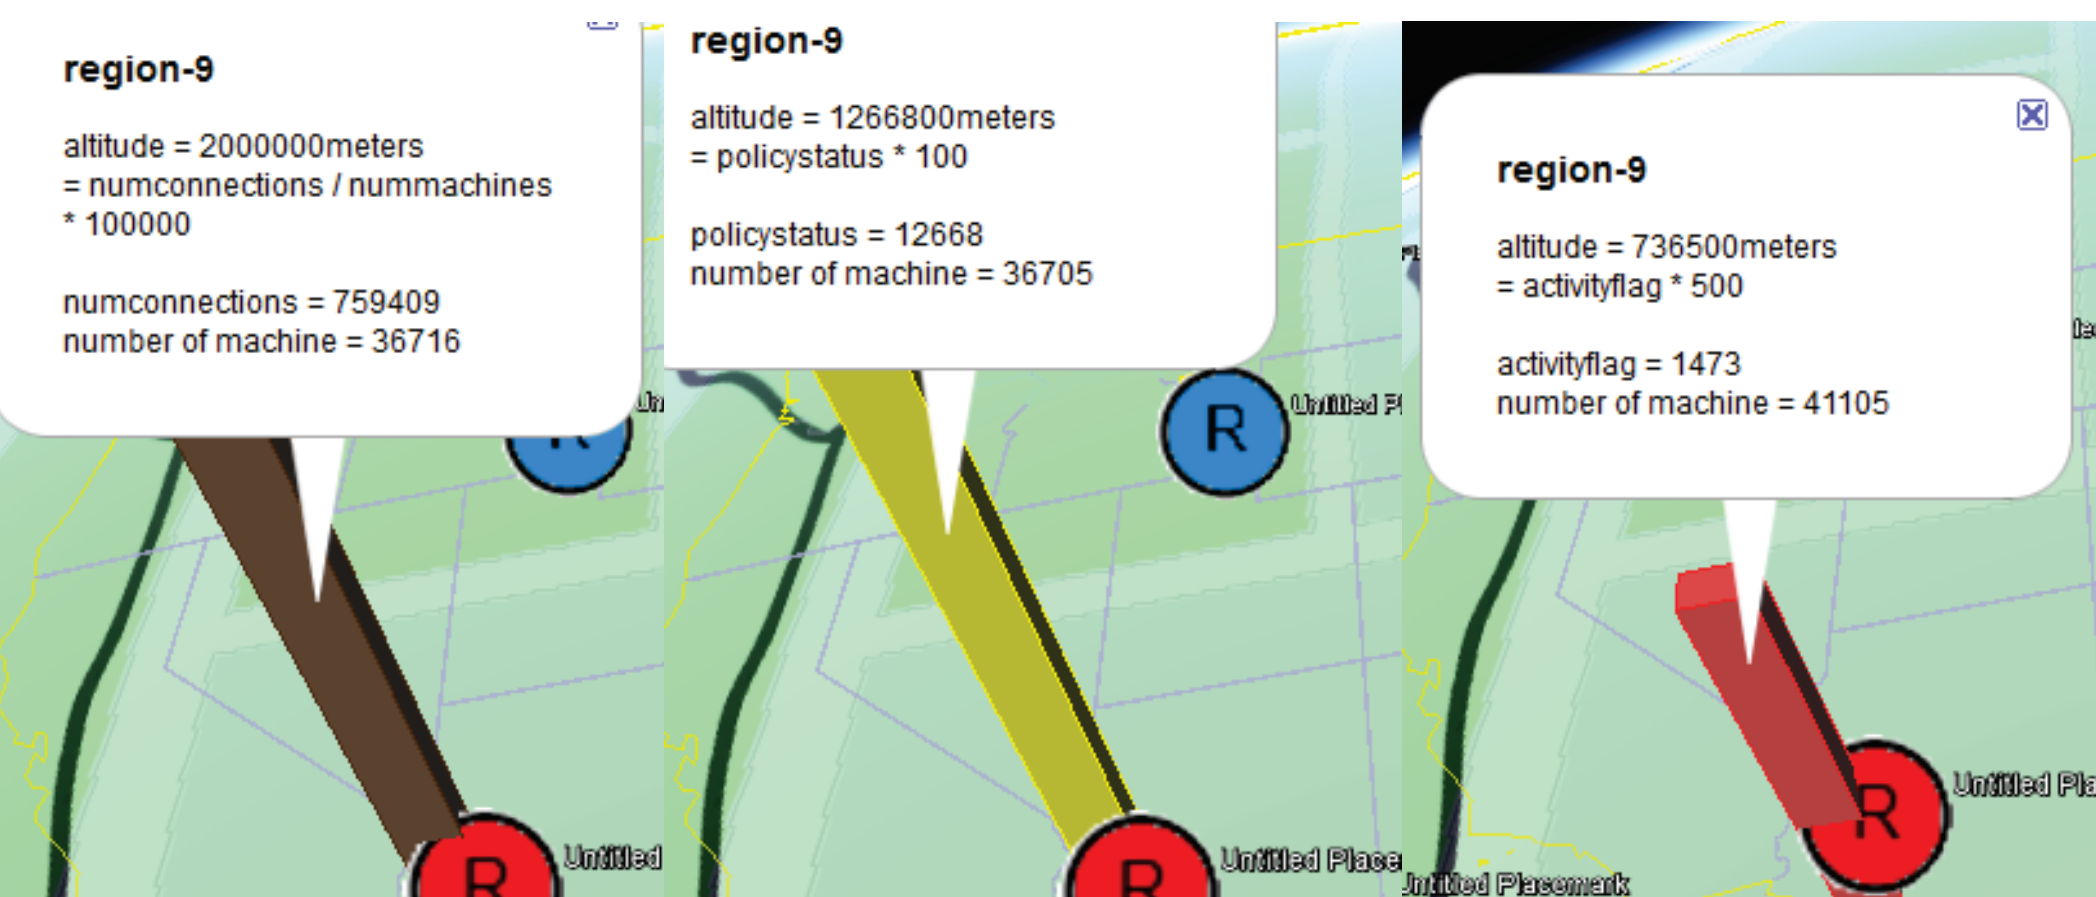 region-9
altitude = 2000000meters
= numconnections / nummachines
* 100000
numconnections = 759409
number of machine = 36716
R
Untitled
region-9
altitude = 1266800meters
= policystatus * 100
policystatus = 12668
number of machine = 36705
R
Untitled P
R
Untitled Place
region-9
altitude = 736500meters
= activityflag * 500
activityflag = 1473
number of machine = 41105
R
Untitled Pla
Untitled Placemark